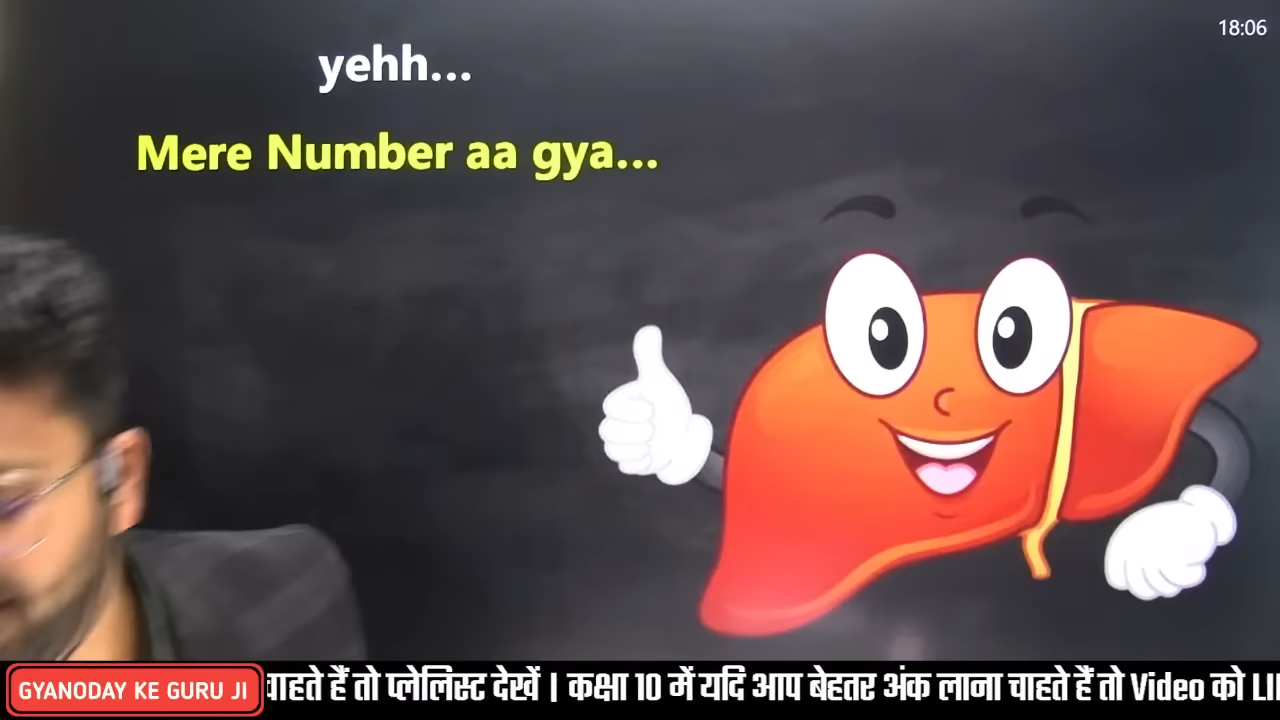 18:06
yehh...
Mere Number aa gya...
GYANODAY KE GURU JI
चाहते हैं तो प्लेलिस्ट देखें | कक्षा 10 में यदि आप बेहतर अंक लाना चाहते हैं तो Video को